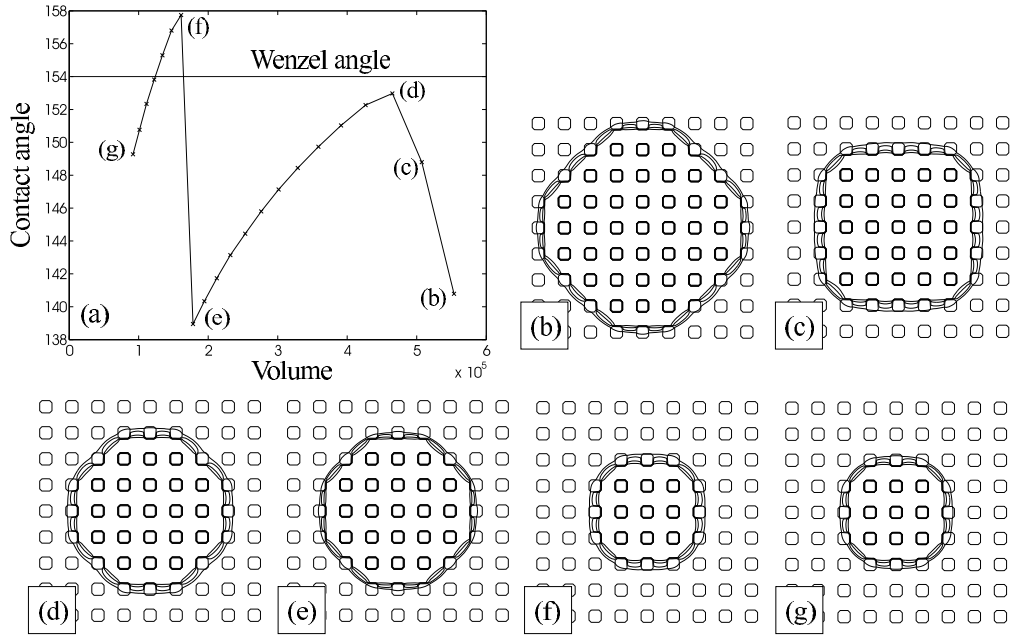 158
156
154
152
150
148
146
144
142
140
138
Contact angle
Wenzel angle
(f)
(d)
(g)
(c)
(b)
(e)
(a)
0 1 2 3 4 5 6
Volume
x 10^5
(b)
(c)
(d)
(e)
(f)
(g)